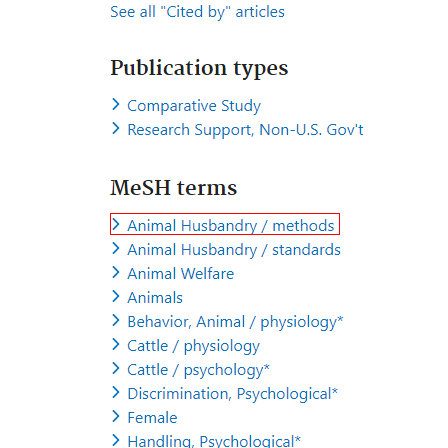 See all "Cited by" articles
Publication types
Comparative Study
Research Support, Non-U.S. Gov't
MeSH terms
Animal Husbandry / methods
Animal Husbandry / standards
Animal Welfare
Animals
Behavior, Animal / physiology*
Cattle / physiology
Cattle / psychology*
Discrimination, Psychological*
Female
Handling, Psychological*